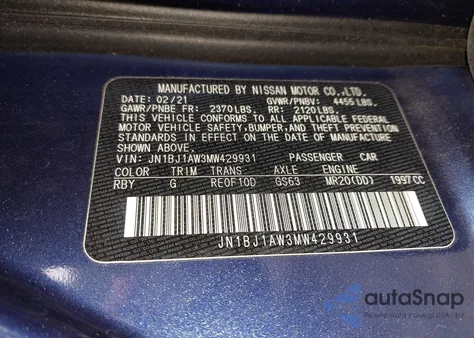 MANUFACTURED BY NISSAN MOTOR CO.,LTD.
DATE: 02/21 GVWR/PNBV: 4455 LBS.
GAWR/PNBE FR: 2370 LBS. RR: 2120 LBS
THIS VEHICLE CONFORMS TO ALL APPLICABLE FEDERAL
MOTOR VEHICLE SAFETY, BUMPER, AND THEFT PREVENTION
STANDARDS IN EFFECT ON THE DATE OF MANUFACTURE
SHOWN ABOVE.
VIN: JN1BJ1AW3MW429931 PASSENGER CAR
COLOR TRIM TRANS AXLE ENGINE
RBY G RE0F10D GS63 MR20(DD) 1997CC
JN1BJ1AW3MW429931
autaSnap